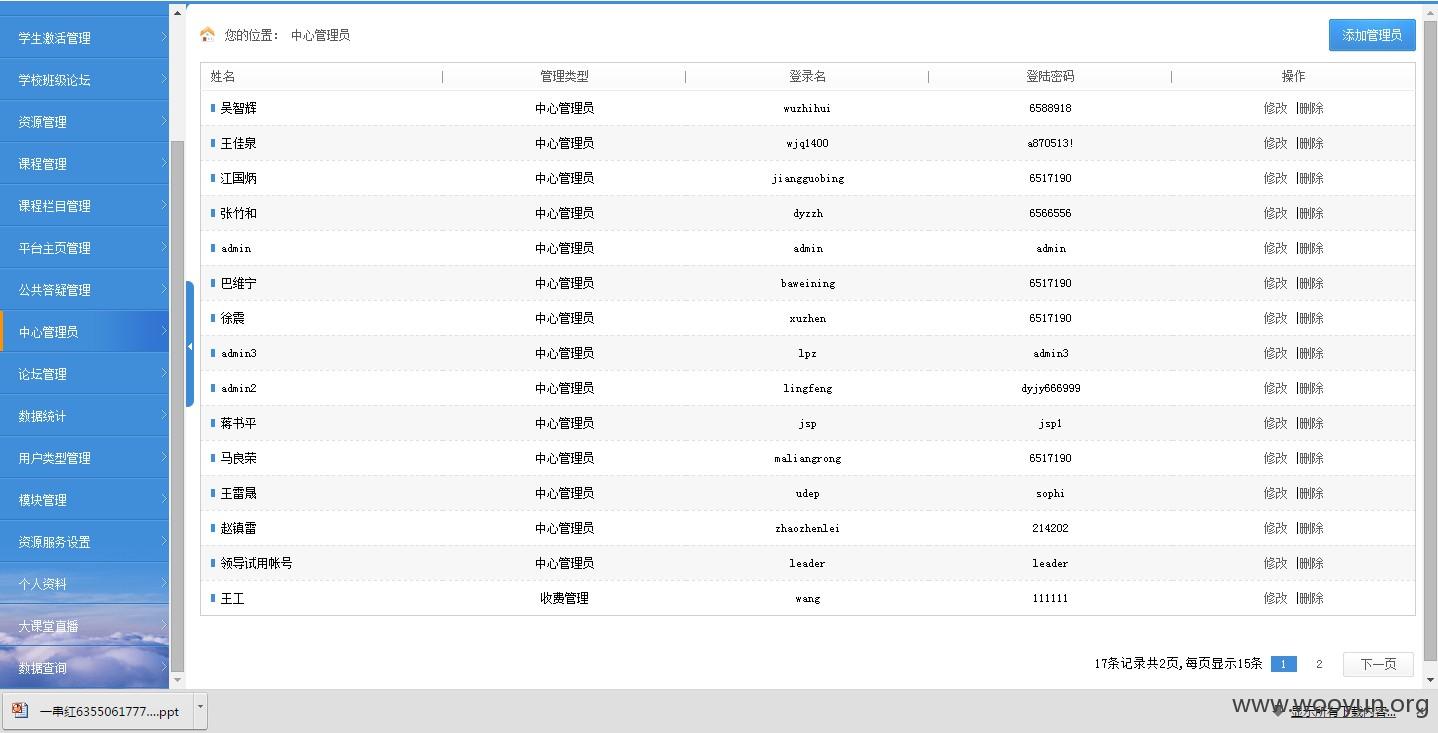 学生激活管理
学校班级论坛
资源管理
课程管理
课程栏目管理
平台主页管理
公共答疑管理
中心管理员
论坛管理
数据统计
用户类型管理
模块管理
资源服务设置
个人资料
大课堂直播
数据查询
您的位置： 中心管理员
添加管理员
姓名 管理类型 登录名 登陆密码 操作
吴智辉 中心管理员 wuzhihui 6588918 修改 |删除
王佳泉 中心管理员 wjq1400 a870513! 修改 |删除
江国炳 中心管理员 jiangguobing 6517190 修改 |删除
张竹和 中心管理员 dyzzh 6566556 修改 |删除
admin 中心管理员 admin admin 修改 |删除
巴维宁 中心管理员 baweining 6517190 修改 |删除
徐震 中心管理员 xuzhen 6517190 修改 |删除
admin3 中心管理员 lpz admin3 修改 |删除
admin2 中心管理员 lingfeng dyjy666999 修改 |删除
蒋书平 中心管理员 jsp jsp1 修改 |删除
马良荣 中心管理员 maliangrong 6517190 修改 |删除
王雷晟 中心管理员 udep sophi 修改 |删除
赵镇雷 中心管理员 zhaozhenlei 214202 修改 |删除
领导试用帐号 中心管理员 leader leader 修改 |删除
王工 收费管理 wang 111111 修改 |删除
17条记录共2页,每页显示15条 1 2 下一页
一串红6355061777....ppt
显示所有下载内容...
www.wooyun.org